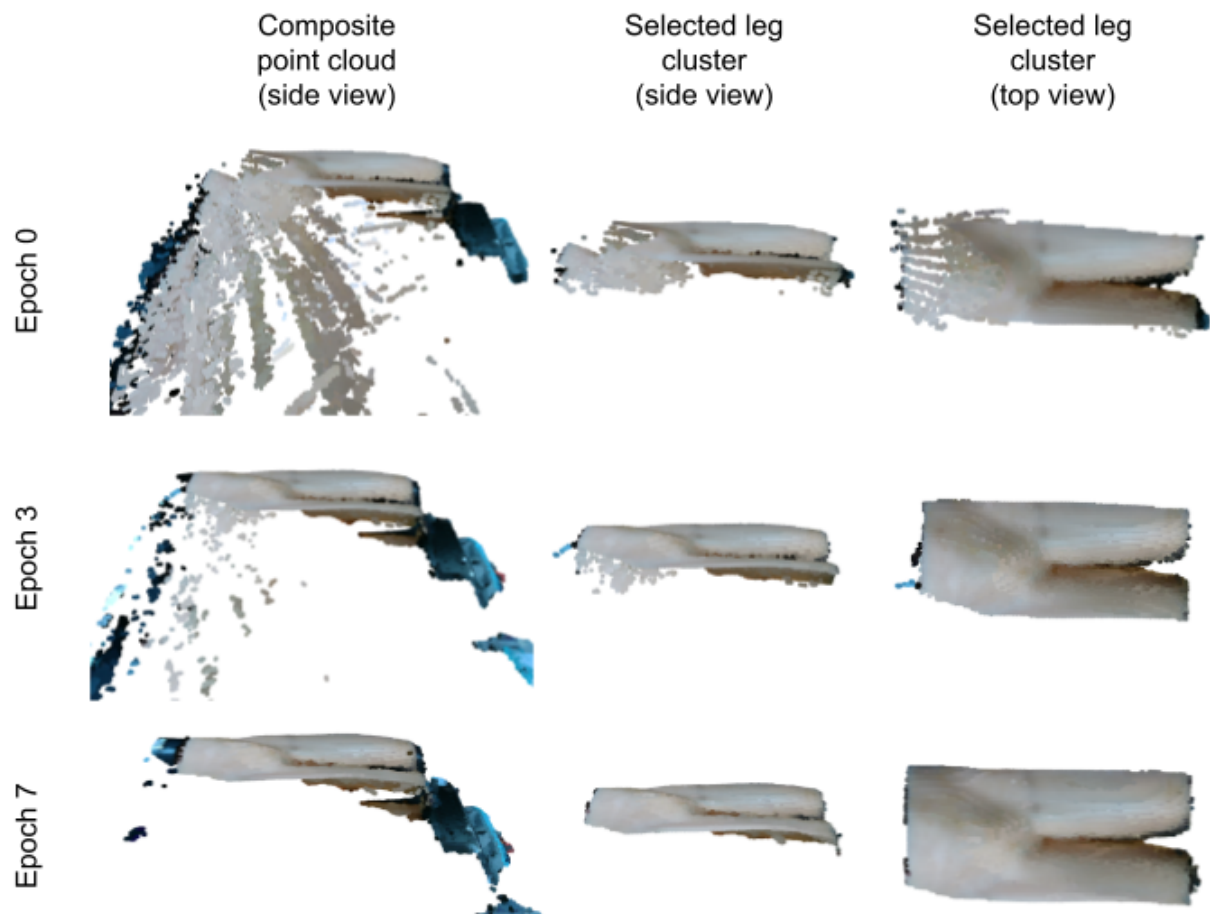 Composite
point cloud
(side view)
Selected leg
cluster
(side view)
Selected leg
cluster
(top view)
Epoch 0
Epoch 3
Epoch 7